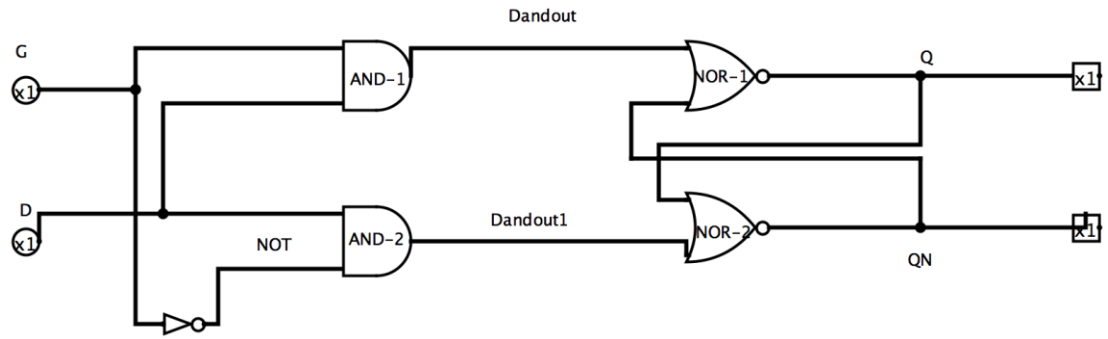 Dandout
G
Q
AND-1
NOR-1
x1
x1
D
Dandout1
x1
NOT
AND-2
NOR-2
x1
QN